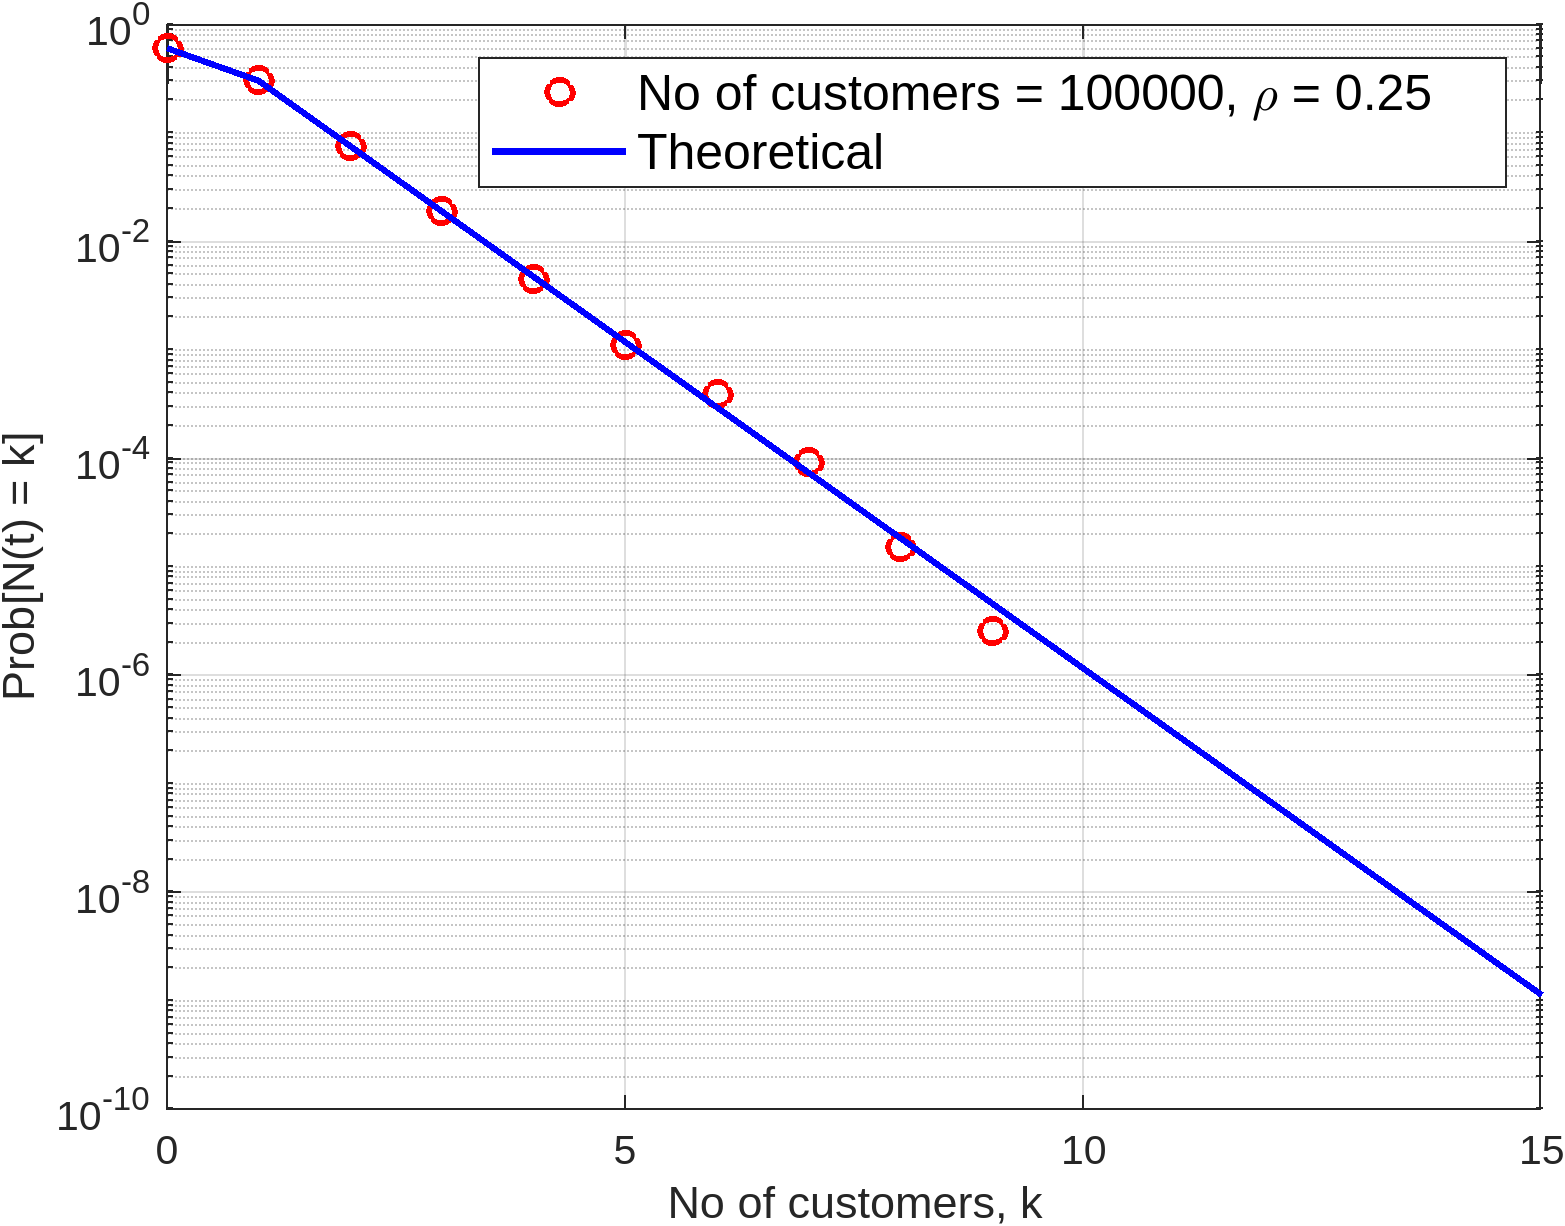 10^0
10^-2
10^-4
10^-6
10^-8
10^-10
Prob[N(t) = k]
No of customers = 100000, ρ = 0.25
Theoretical
0 5 10 15
No of customers, k